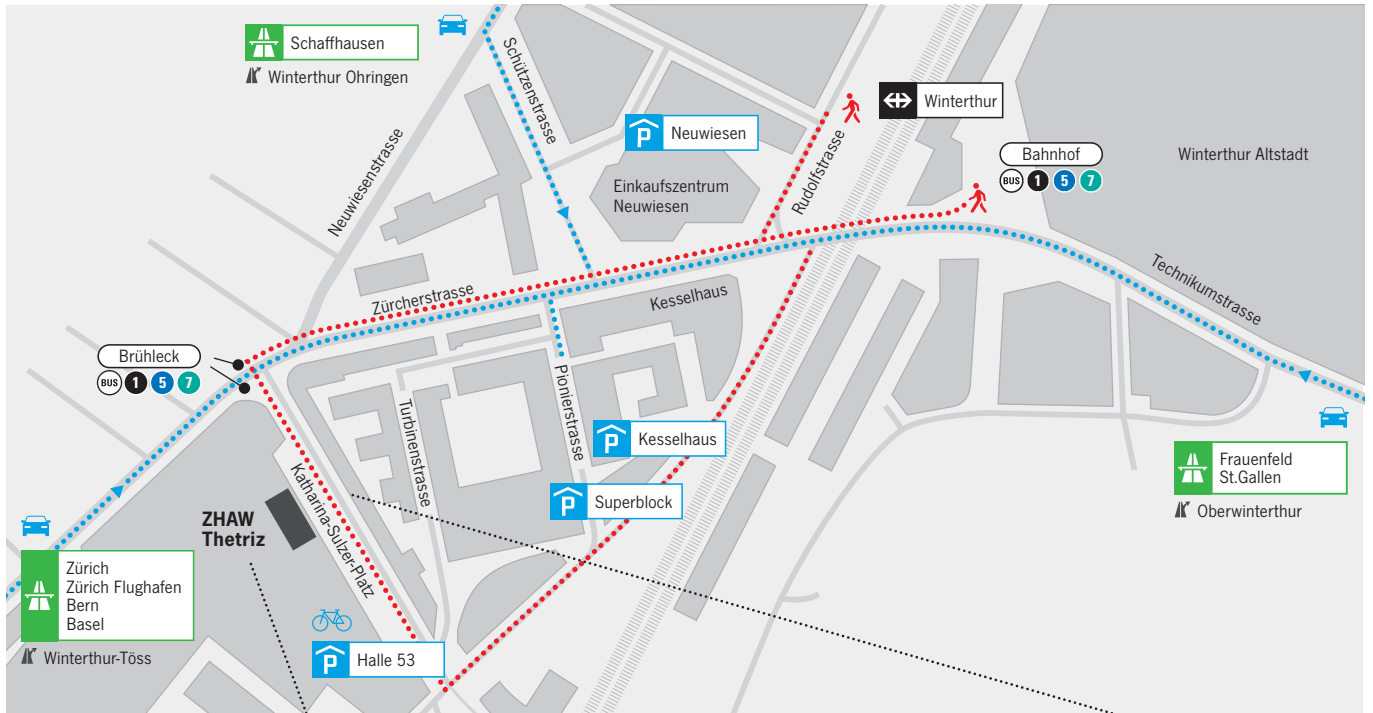 Schaffhausen
Winterthur Ohringen
Schützenstrasse
Neuwiesenstrasse
P Neuwiesen
Einkaufszentrum
Neuwiesen
Rudolfstrasse
Winterthur
Bahnhof
BUS 1 5 7
Winterthur Altstadt
Technikumstrasse
Zürcherstrasse
Kesselhaus
Brühleck
BUS 1 5 7
Turbinenstrasse
Pionierstrasse
P Kesselhaus
P Superblock
Frauenfeld
St.Gallen
Oberwinterthur
Katharina-Sulzer-Platz
ZHAW
Thetriz
Zürich
Zürich Flughafen
Bern
Basel
Winterthur-Töss
P Halle 53